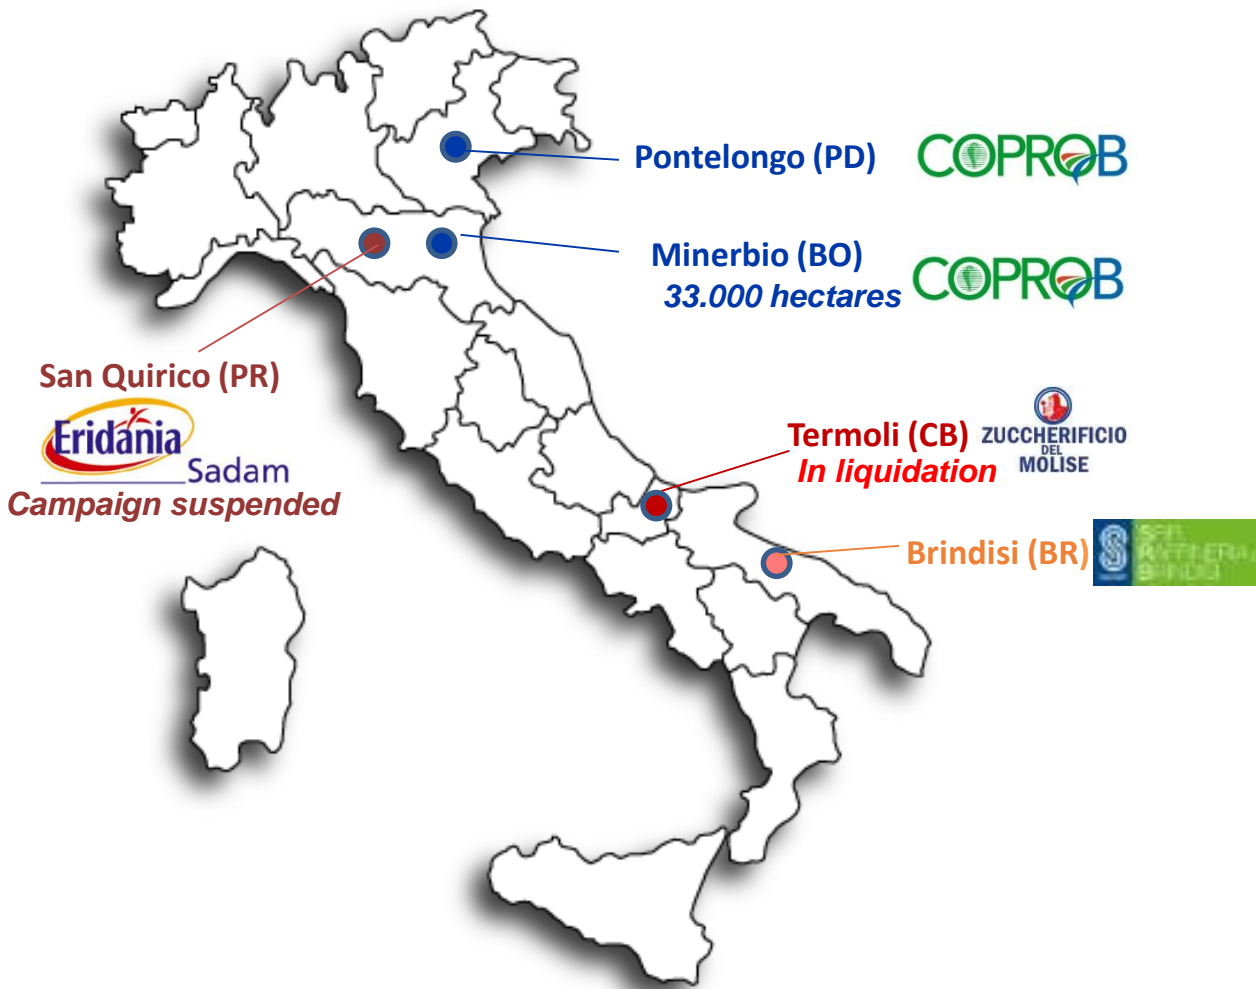 Pontelongo (PD)
COPROB
Minerbio (BO)
33.000 hectares
COPROB
San Quirico (PR)
Eridania
Sadam
Campaign suspended
Termoli (CB)
In liquidation
ZUCCHERIFICIO
DEL
MOLISE
Brindisi (BR)